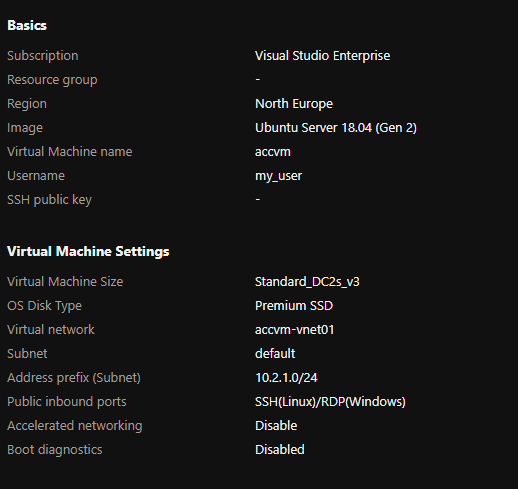 Basics
Subscription Visual Studio Enterprise
Resource group -
Region North Europe
Image Ubuntu Server 18.04 (Gen 2)
Virtual Machine name accvm
Username my_user
SSH public key -
Virtual Machine Settings
Virtual Machine Size Standard_DC2s_v3
OS Disk Type Premium SSD
Virtual network accvm-vnet01
Subnet default
Address prefix (Subnet) 10.2.1.0/24
Public inbound ports SSH(Linux)/RDP(Windows)
Accelerated networking Disable
Boot diagnostics Disabled